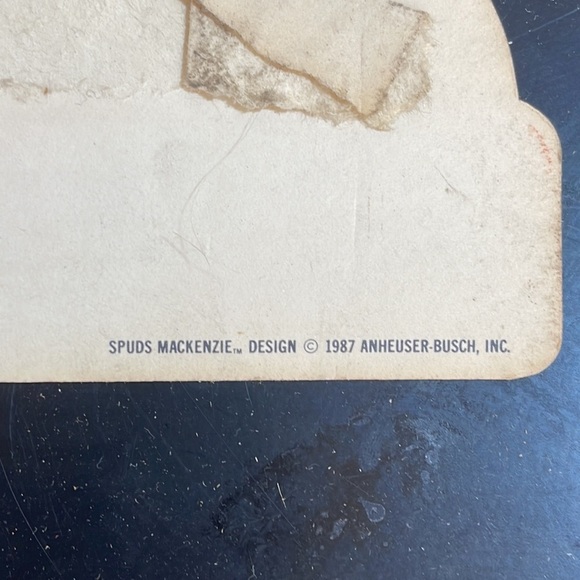 SPUDS MACKENZIE™ DESIGN © 1987 ANHEUSER-BUSCH, INC.